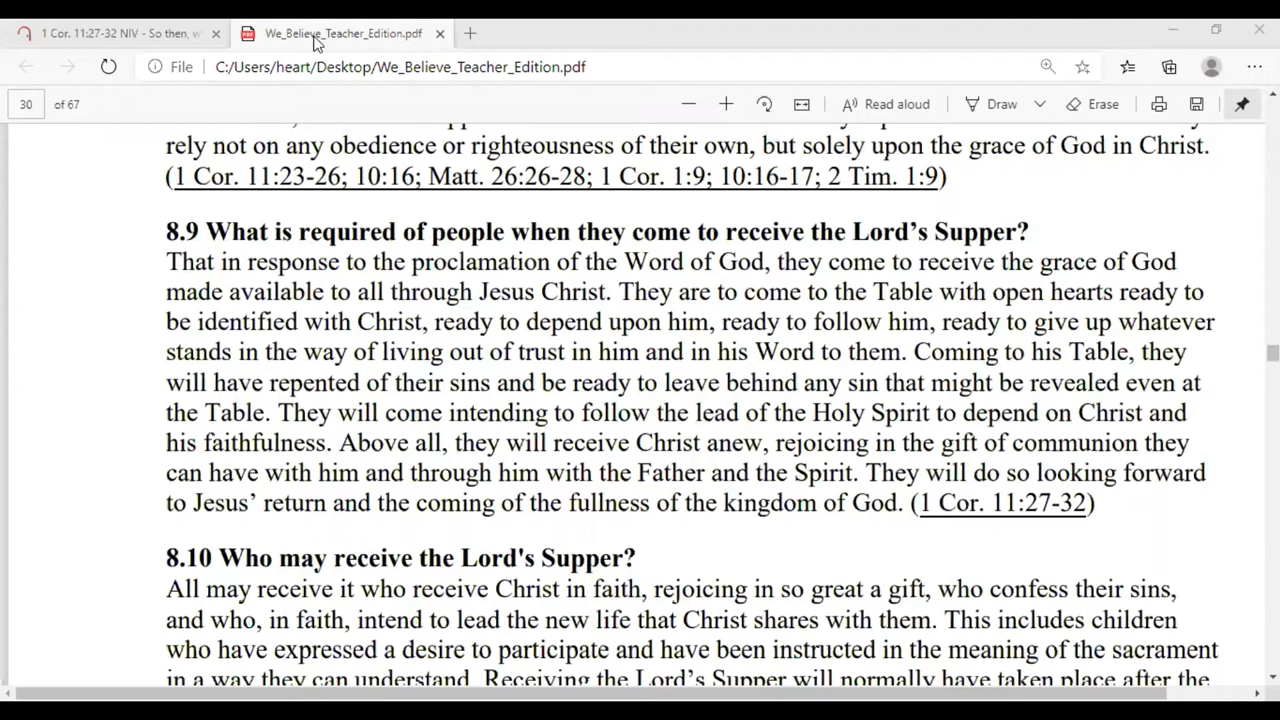 1 Cor. 11:27-32 NIV - So then, w
We_Believe_Teacher_Edition.pdf
File
C:/Users/heart/Desktop/We_Believe_Teacher_Edition.pdf
30 of 67
Read aloud
Draw
Erase
rely not on any obedience or righteousness of their own, but solely upon the grace of God in Christ.
(1 Cor. 11:23-26; 10:16; Matt. 26:26-28; 1 Cor. 1:9; 10:16-17; 2 Tim. 1:9)
8.9 What is required of people when they come to receive the Lord’s Supper?
That in response to the proclamation of the Word of God, they come to receive the grace of God
made available to all through Jesus Christ. They are to come to the Table with open hearts ready to
be identified with Christ, ready to depend upon him, ready to follow him, ready to give up whatever
stands in the way of living out of trust in him and in his Word to them. Coming to his Table, they
will have repented of their sins and be ready to leave behind any sin that might be revealed even at
the Table. They will come intending to follow the lead of the Holy Spirit to depend on Christ and
his faithfulness. Above all, they will receive Christ anew, rejoicing in the gift of communion they
can have with him and through him with the Father and the Spirit. They will do so looking forward
to Jesus’ return and the coming of the fullness of the kingdom of God. (1 Cor. 11:27-32)
8.10 Who may receive the Lord's Supper?
All may receive it who receive Christ in faith, rejoicing in so great a gift, who confess their sins,
and who, in faith, intend to lead the new life that Christ shares with them. This includes children
who have expressed a desire to participate and have been instructed in the meaning of the sacrament
in a way they can understand. Receiving the Lord’s Supper will normally have taken place after the